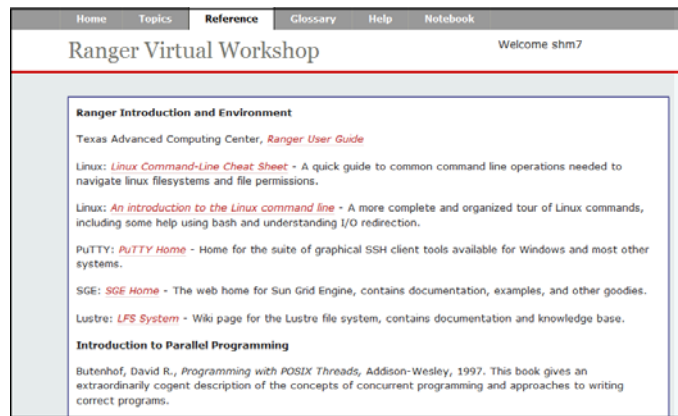 Home Topics Reference Glossary Help Notebook
Ranger Virtual Workshop
Welcome shm7
Ranger Introduction and Environment
Texas Advanced Computing Center, Ranger User Guide
Linux: Linux Command-Line Cheat Sheet - A quick guide to common command line operations needed to
navigate linux filesystems and file permissions.
Linux: An introduction to the Linux command line - A more complete and organized tour of Linux commands,
including some help using bash and understanding I/O redirection.
PuTTY: PuTTY Home - Home for the suite of graphical SSH client tools available for Windows and most other
systems.
SGE: SGE Home - The web home for Sun Grid Engine, contains documentation, examples, and other goodies.
Lustre: LFS System - Wiki page for the Lustre file system, contains documentation and knowledge base.
Introduction to Parallel Programming
Butenhof, David R., Programming with POSIX Threads, Addison-Wesley, 1997. This book gives an
extraordinarily cogent description of the concepts of concurrent programming and approaches to writing
correct programs.